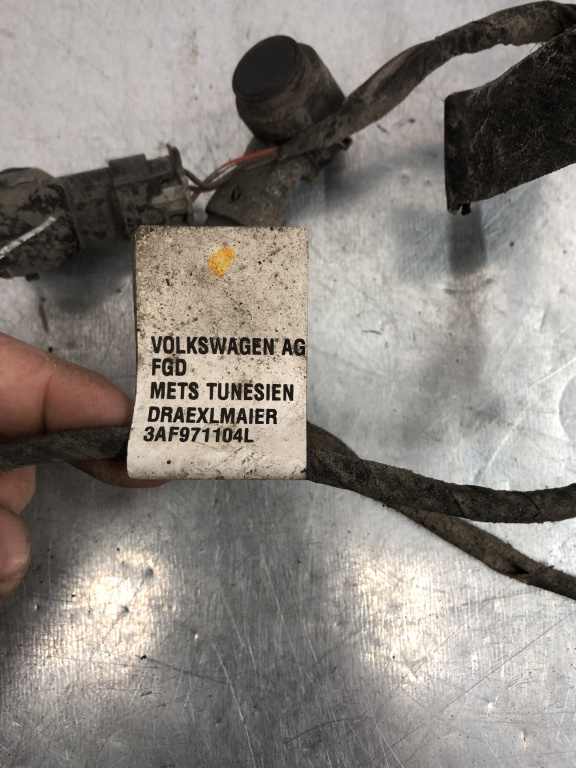 VOLKSWAGEN AG
FGD
METS TUNESIEN
DRAEXLMAIER
3AF971104L